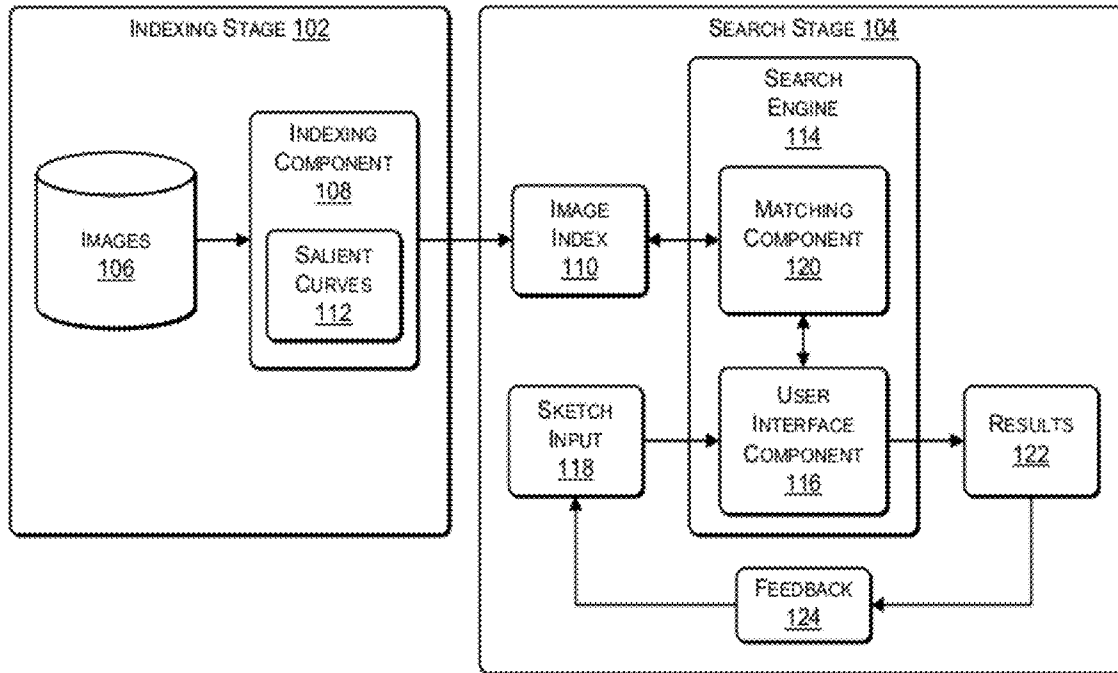 INDEXING STAGE 102
IMAGES
106
INDEXING
COMPONENT
108
SALIENT
CURVES
112
SEARCH STAGE 104
SEARCH
ENGINE
114
IMAGE
INDEX
110
MATCHING
COMPONENT
120
SKETCH
INPUT
118
USER
INTERFACE
COMPONENT
116
RESULTS
122
FEEDBACK
124